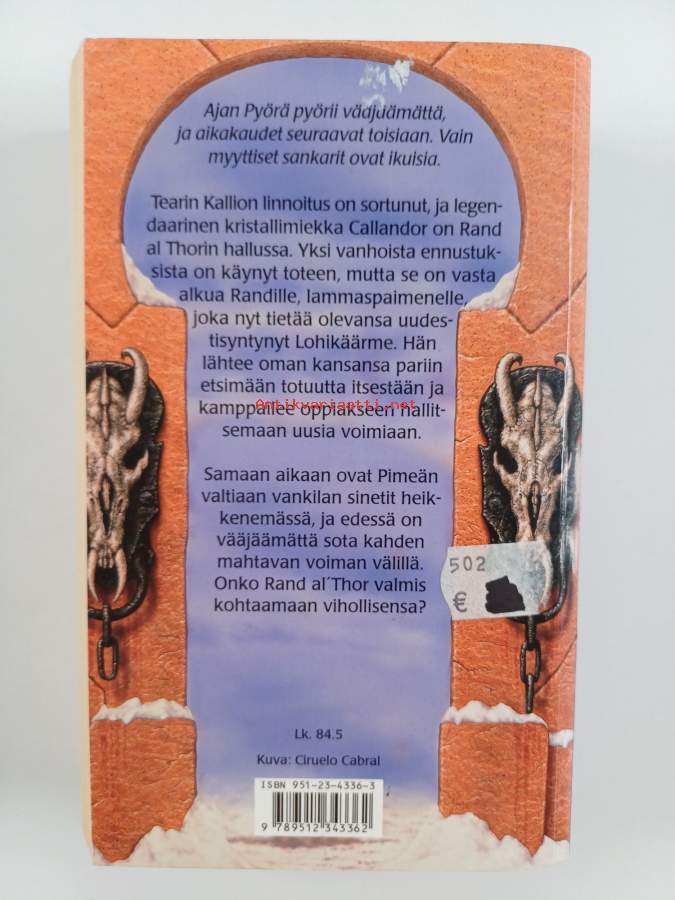 Ajan Pyörä pyörii vääjäämättä,
ja aikakaudet seuraavat toisiaan. Vain
myyttiset sankarit ovat ikuisia.
Tearin Kallion linnoitus on sortunut, ja legen-
daarinen kristallimiekka Callandor on Rand
al Thorin hallussa. Yksi vanhoista ennustuk-
sista on käynyt toteen, mutta se on vasta
alkua Randille, lammaspaimenelle,
joka nyt tietää olevansa uudes-
tisyntynyt Lohikäärme. Hän
lähtee oman kansansa pariin
etsimään totuutta itsestään ja
kamppailee oppiakseen hallit-
semaan uusia voimiaan.
Antikvariaatti.net
Samaan aikaan ovat Pimeän
valtiaan vankilan sinetit heik-
kenemässä, ja edessä on
vääjäämättä sota kahden
mahtavan voiman välillä.
Onko Rand al´Thor valmis
kohtaamaan vihollisensa?
502
€
Lk. 84.5
Kuva: Ciruelo Cabral
ISBN 951-23-4336-3
9 789512 343362